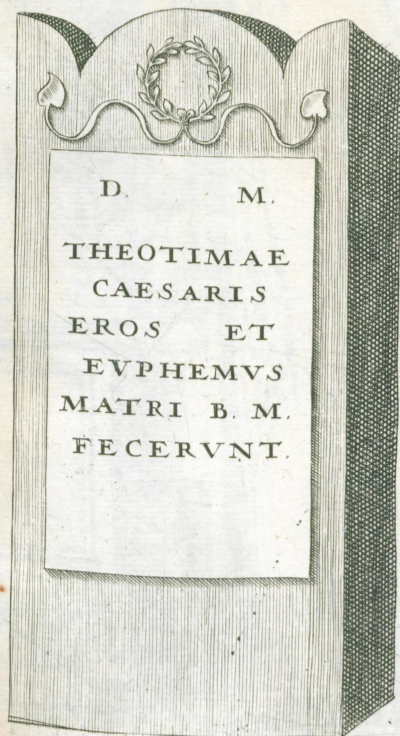 D. M.
THEOTIMAE
CAESARIS
EROS ET
EVPHEMVS
MATRI B. M.
FECERVNT.